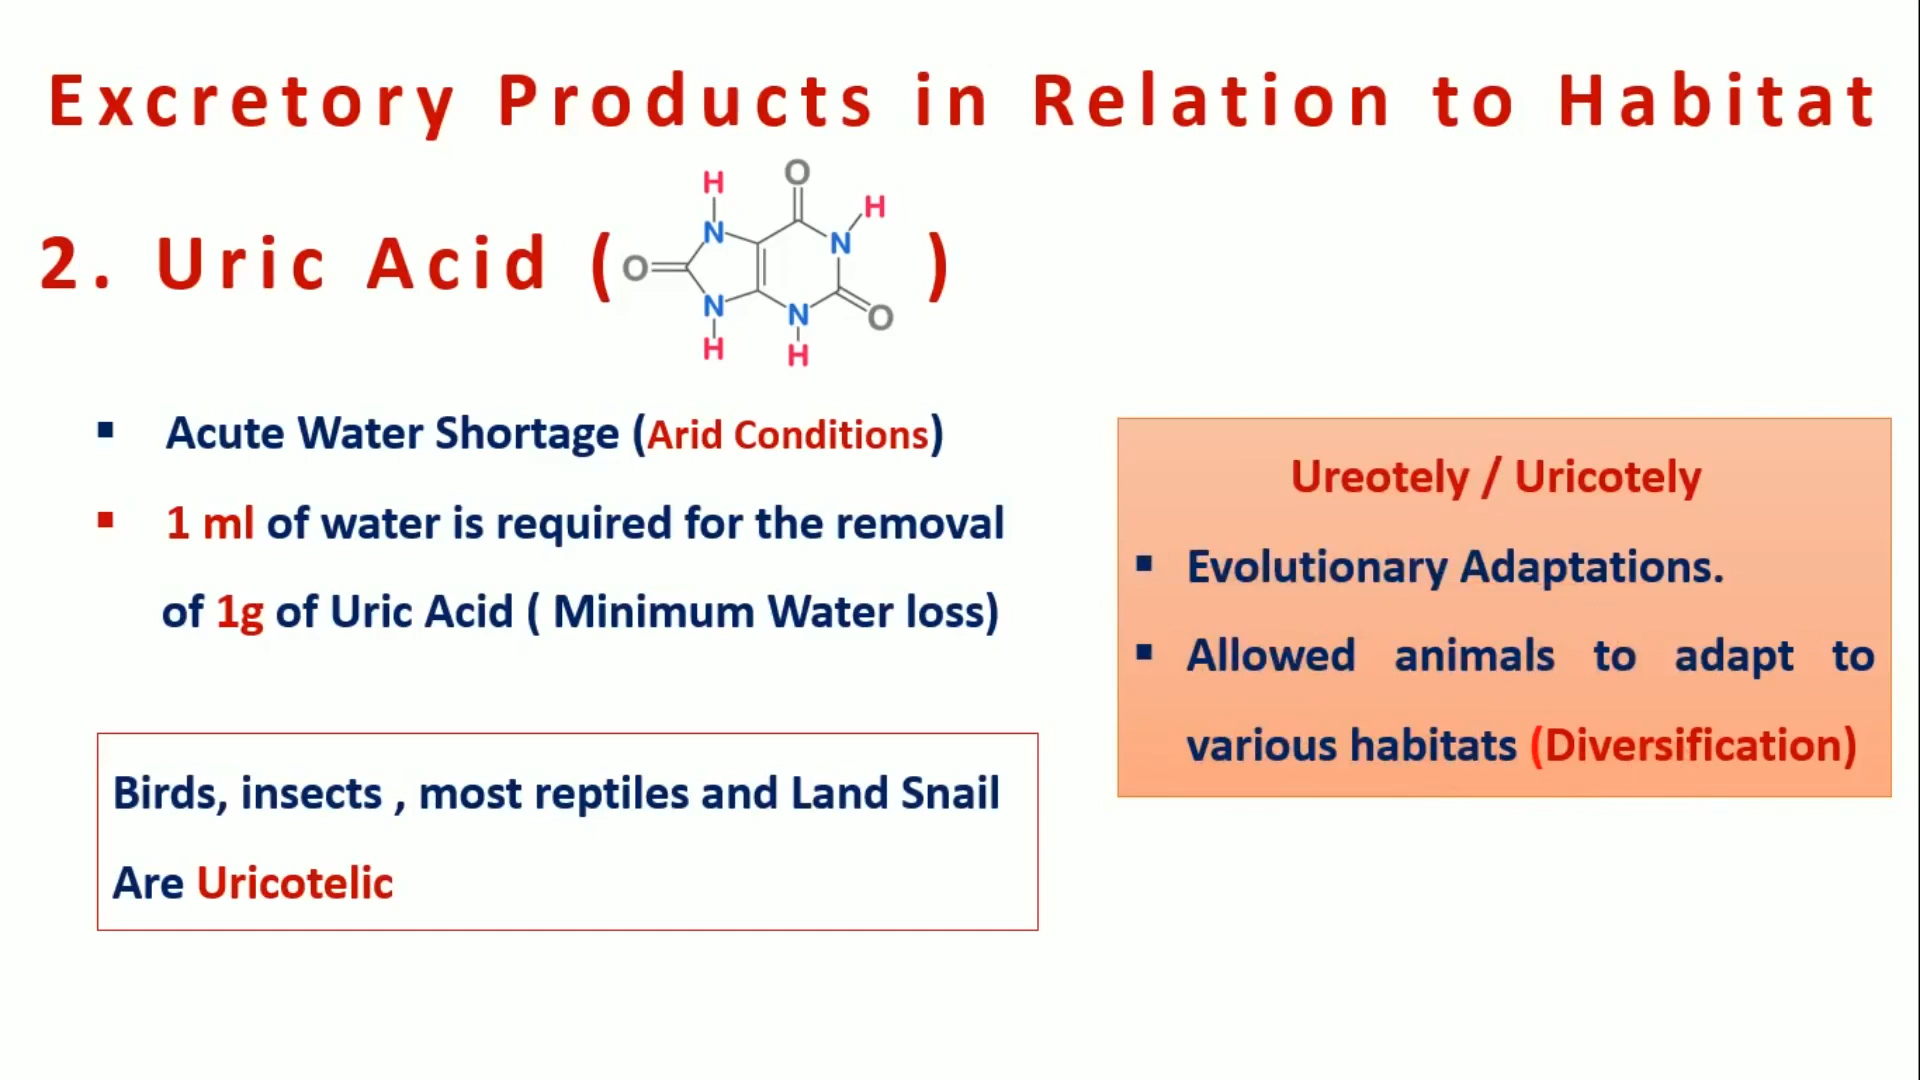 Excretory Products in Relation to Habitat
2. Uric Acid ( )
H O H
N N
O
N N O
H H
Acute Water Shortage (Arid Conditions)
1 ml of water is required for the removal
of 1g of Uric Acid ( Minimum Water loss)
Birds, insects , most reptiles and Land Snail
Are Uricotelic
Ureotely / Uricotely
Evolutionary Adaptations.
Allowed animals to adapt to
various habitats (Diversification)